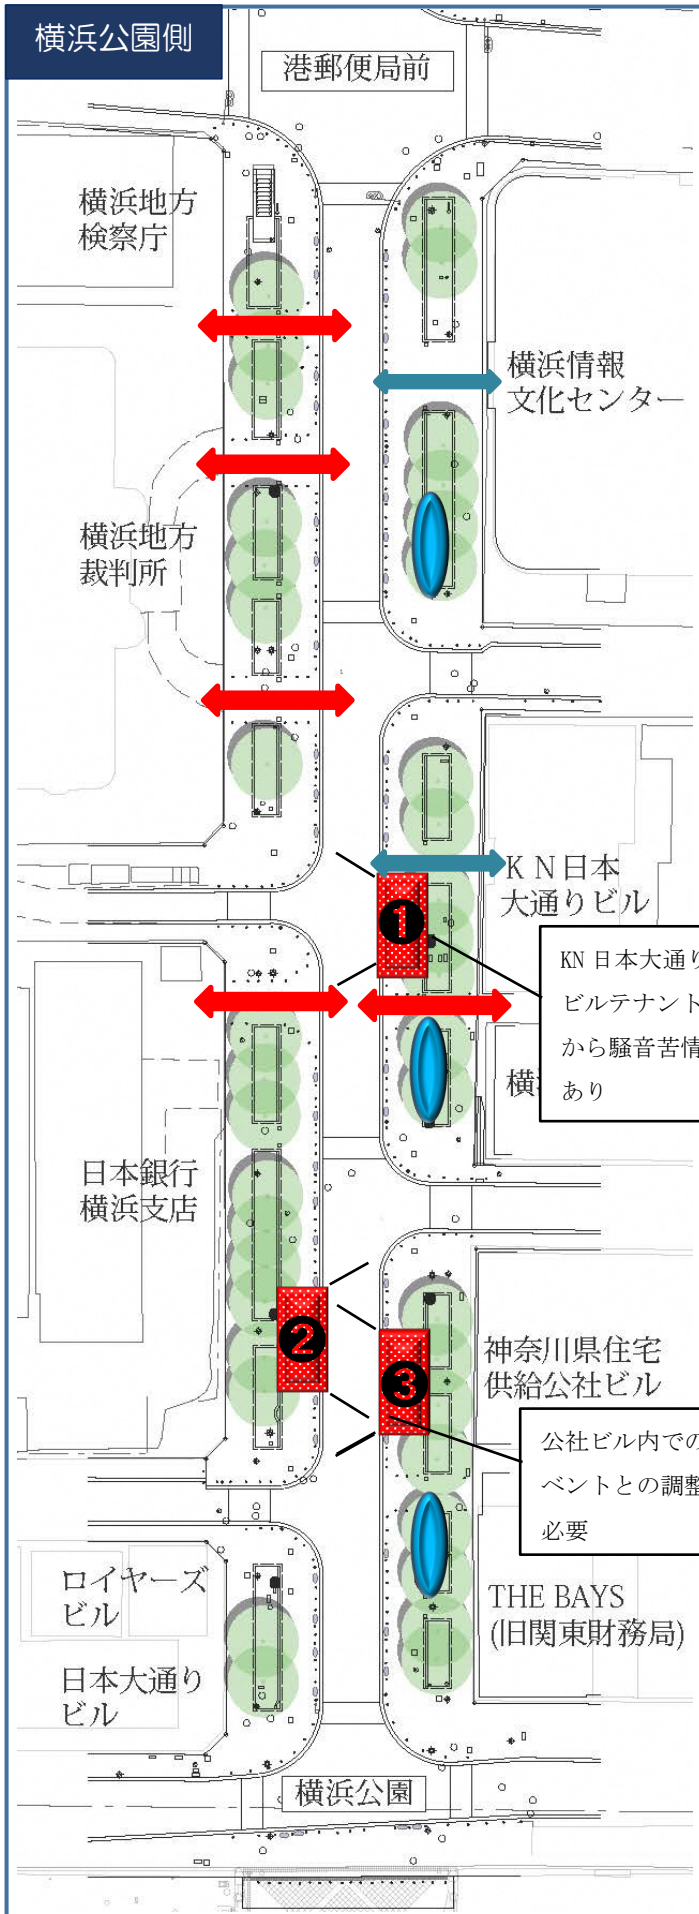 横浜公園側
港郵便局前
横浜地方
検察庁
横浜情報
文化センター
横浜地方
裁判所
ＫＮ日本
大通りビル
❶
KN 日本大通り
ビルテナント
から騒音苦情
あり
横
日本銀行
横浜支店
❷
❸
神奈川県住宅
供給公社ビル
公社ビル内での
ベントとの調整
必要
ロイヤーズ
ビル
THE BAYS
(旧関東財務局)
日本大通り
ビル
横浜公園